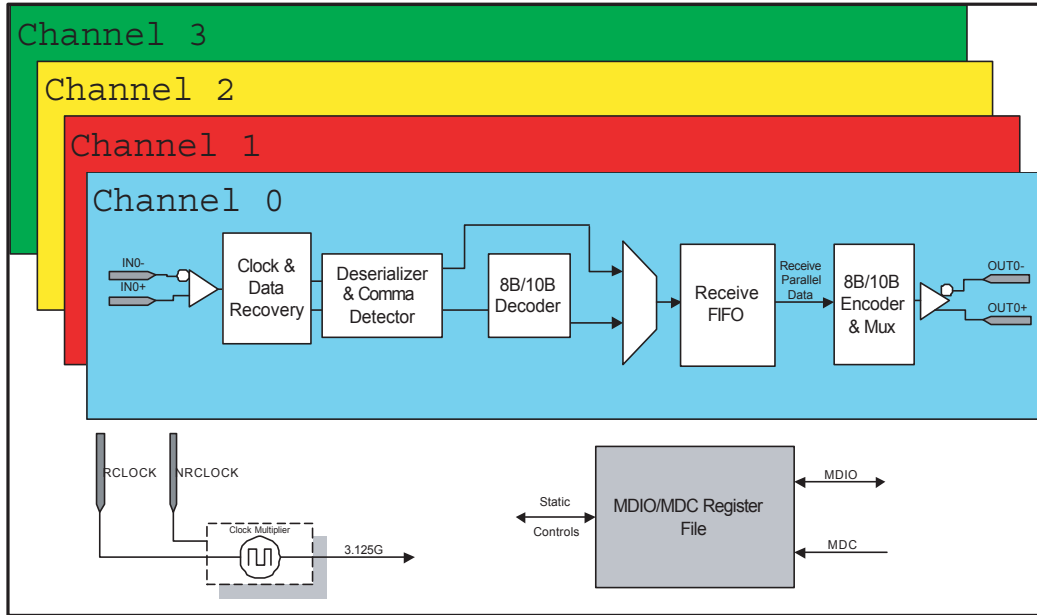 Channel 3
Channel 2
Channel 1
Channel 0
IN0-
IN0+
Clock &
Data
Recovery
Deserializer
& Comma
Detector
8B/10B
Decoder
Receive
FIFO
Receive
Parallel
Data
8B/10B
Encoder
& Mux
OUT0-
OUT0+
RCLOCK
NRCLOCK
Clock Multiplier
3.125G
Static
Controls
MDIO/MDC Register
File
MDIO
MDC